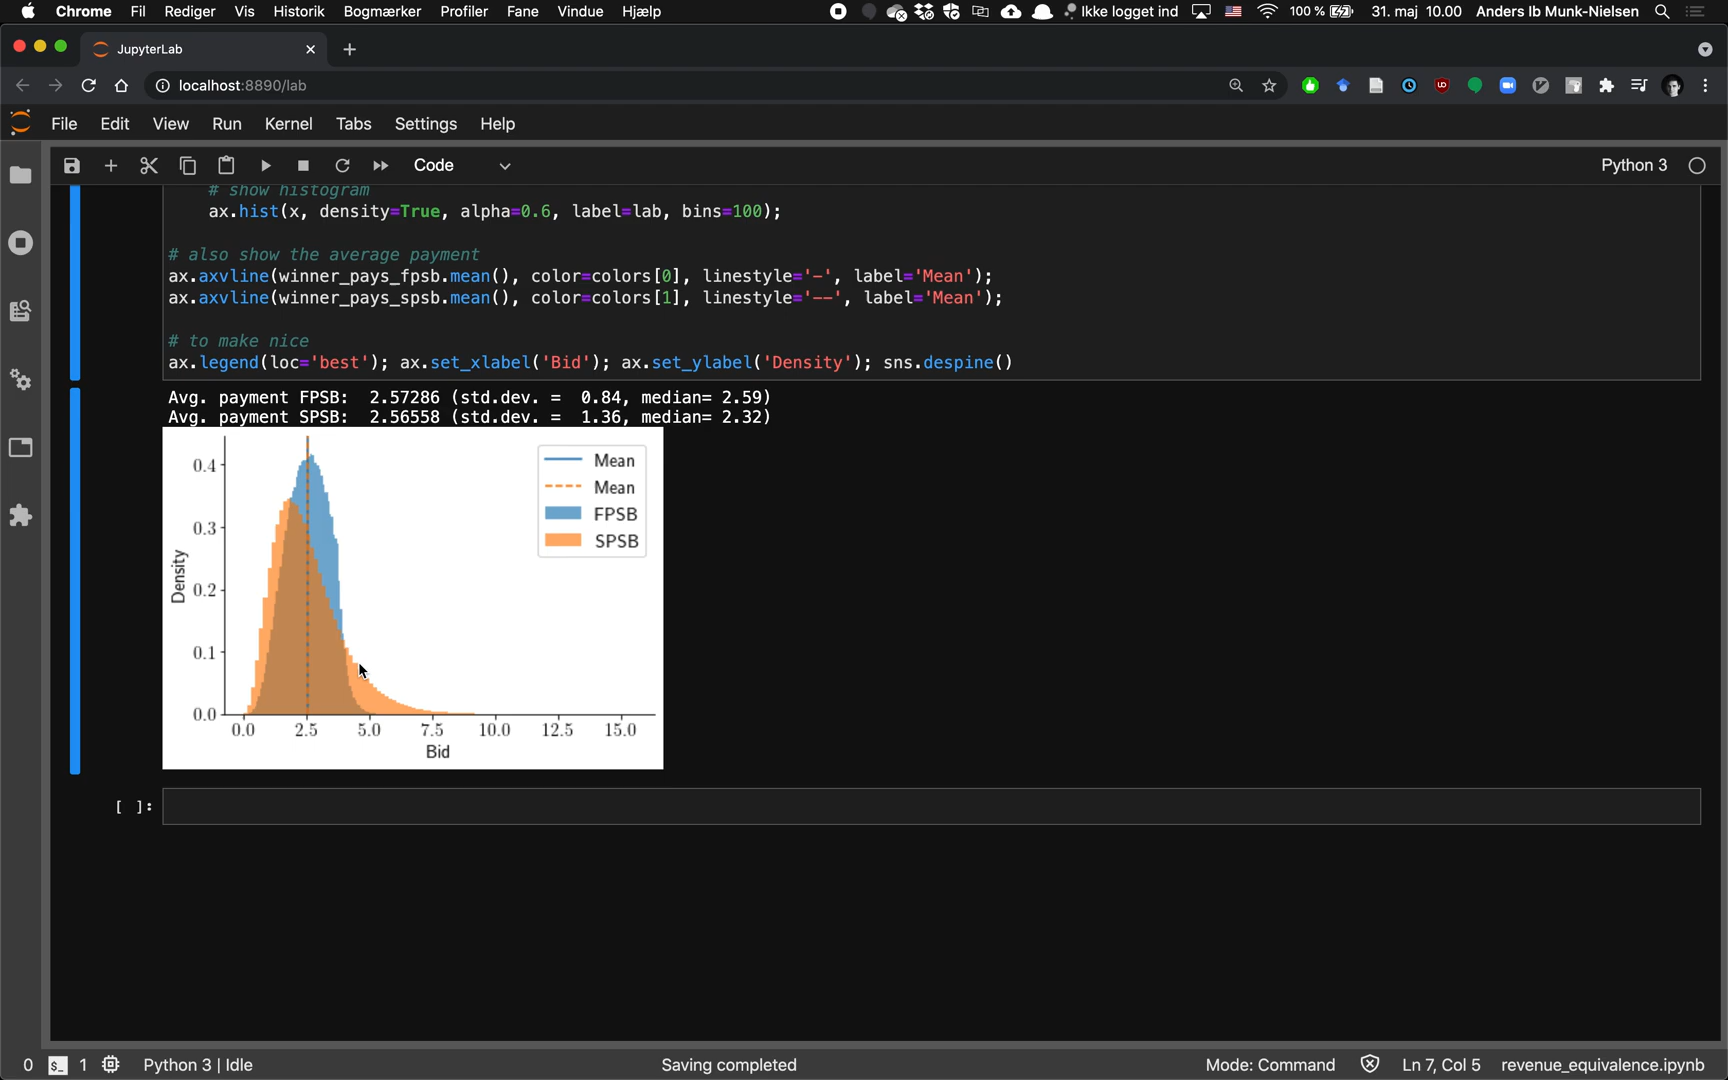 Chrome Fil Rediger Vis Historik Bogmærker Profiler Fane Vindue Hjælp Ikke logget ind 100 % 31. maj 10.00 Anders Ib Munk-Nielsen
JupyterLab
localhost:8890/lab
File Edit View Run Kernel Tabs Settings Help
Code Python 3
# show histogram
ax.hist(x, density=True, alpha=0.6, label=lab, bins=100);
# also show the average payment
ax.axvline(winner_pays_fpsb.mean(), color=colors[0], linestyle='-', label='Mean');
ax.axvline(winner_pays_spsb.mean(), color=colors[1], linestyle='--', label='Mean');
# to make nice
ax.legend(loc='best'); ax.set_xlabel('Bid'); ax.set_ylabel('Density'); sns.despine()
Avg. payment FPSB: 2.57286 (std.dev. = 0.84, median= 2.59)
Avg. payment SPSB: 2.56558 (std.dev. = 1.36, median= 2.32)
Mean
Mean
FPSB
SPSB
0.4
0.3
0.2
0.1
0.0
Density
0.0 2.5 5.0 7.5 10.0 12.5 15.0
Bid
[ ]:
0 $_ 1 Python 3 | Idle Saving completed Mode: Command Ln 7, Col 5 revenue_equivalence.ipynb